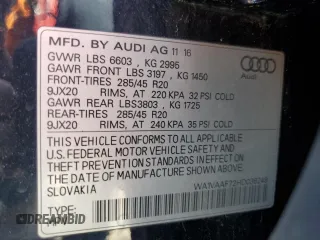 MFD. BY AUDI AG 11 16
GVWR LBS 6603 , KG 2995
GAWR FRONT LBS 3197 , KG 1450
FRONT-TIRES 285/45 R20
9JX20 RIMS, AT 220 KPA 32 PSI COLD
GAWR REAR LBS3803 , KG 1725
REAR-TIRES 285/45 R20
9JX20 RIMS, AT 240 KPA 35 PSI COLD
Audi
THIS VEHICLE CONFORMS TO ALL APPLICABLE
FEDERAL MOTOR VEHICLE SAFETY AND
THEFT PREVENTION STANDARDS IN EFFECT
ON THE DATE OF MANUFACTURE SHOWN ABOVE.
SLOVAKIA
TYPE:
DREAMBID.COM